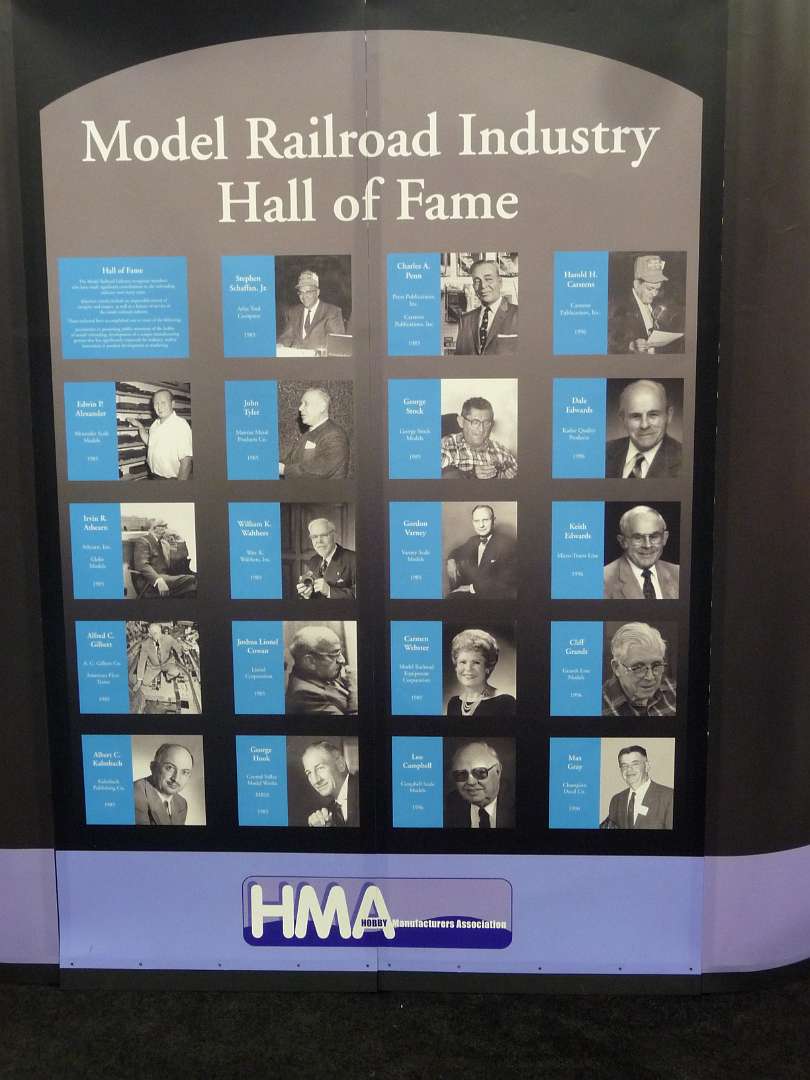 Model Railroad Industry
Hall of Fame
Hall of Fame
Stephen
Schaffan, Jr.
Athis Track
Company
1985
Charles A.
Penn
Penn Publications,
Inc.
Carstens
Publications, Inc.
1985
Harold H.
Carstens
Carstens
Publications, Inc.
1996
Edwin P.
Alexander
Alexander Scale
Models
1985
John
Tyler
Mantua Metal
Products Co.
1985
George
Stock
George Stock
Models
1985
Dale
Edwards
Kadee Quality
Products
1996
Irvin R.
Athearn
Athearn, Inc.
Globe
Models
1985
William K.
Walthers
Wm. K.
Walthers, Inc.
1985
Gordon
Varney
Varney Scale
Models
1985
Keith
Edwards
Micro-Trains Line
1996
Alfred C.
Gilbert
A. C. Gilbert Co.
American Flyer
Trains
1985
Joshua Lionel
Cowan
Lionel
Corporation
1985
Carmen
Webster
Model Railroad
Equipment
Corporation
Cliff
Grandt
Grandt Line
Models
1996
Albert C.
Kalmbach
Kalmbach
Publishing Co.
1985
George
Hook
Central Valley
Model Works
1985
Leo
Campbell
Campbell Scale
Models
1996
Max
Gray
Champion
Decal Co.
HMA
HOBBY Manufacturers Association